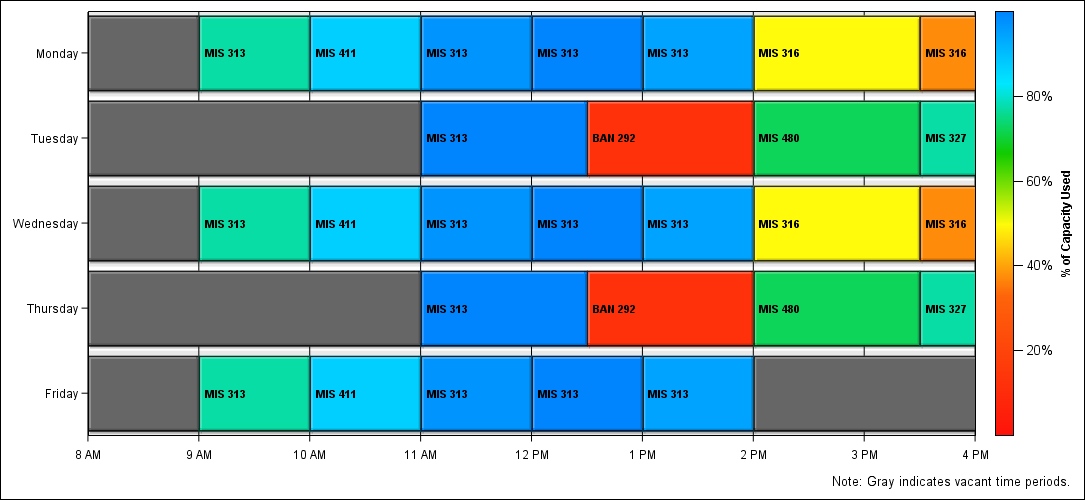 Monday MIS 313 MIS 411 MIS 313 MIS 313 MIS 313 MIS 316 MIS 316
Tuesday MIS 313 BAN 292 MIS 480 MIS 327
Wednesday MIS 313 MIS 411 MIS 313 MIS 313 MIS 313 MIS 316 MIS 316
Thursday MIS 313 BAN 292 MIS 480 MIS 327
Friday MIS 313 MIS 411 MIS 313 MIS 313 MIS 313
8 AM 9 AM 10 AM 11 AM 12 PM 1 PM 2 PM 3 PM 4 PM
80%
60%
40%
20%
% of Capacity Used
Note: Gray indicates vacant time periods.